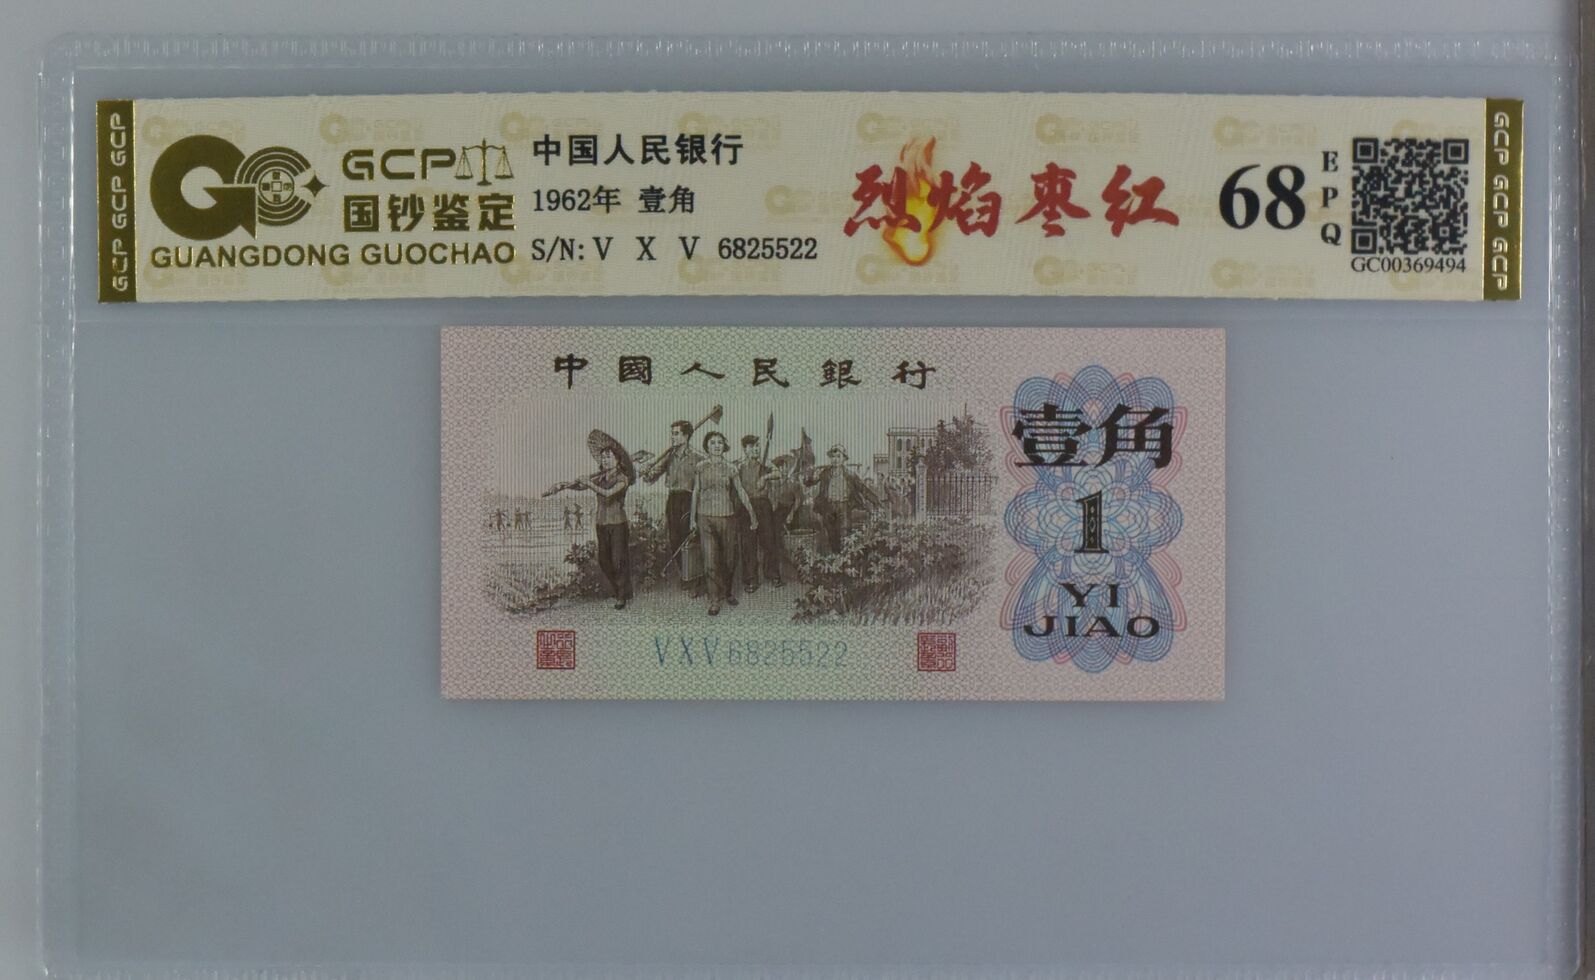 GCP GCP GCP
GCP
国钞鉴定
GUANGDONG GUOCHAO
中国人民银行
1962年 壹角
S/N: V X V 6825522
烈焰枣红
68
EPQ
GC00369494
GCP GCP GCP
中國人民銀行
壹角
1
YI
JIAO
VXV6825522